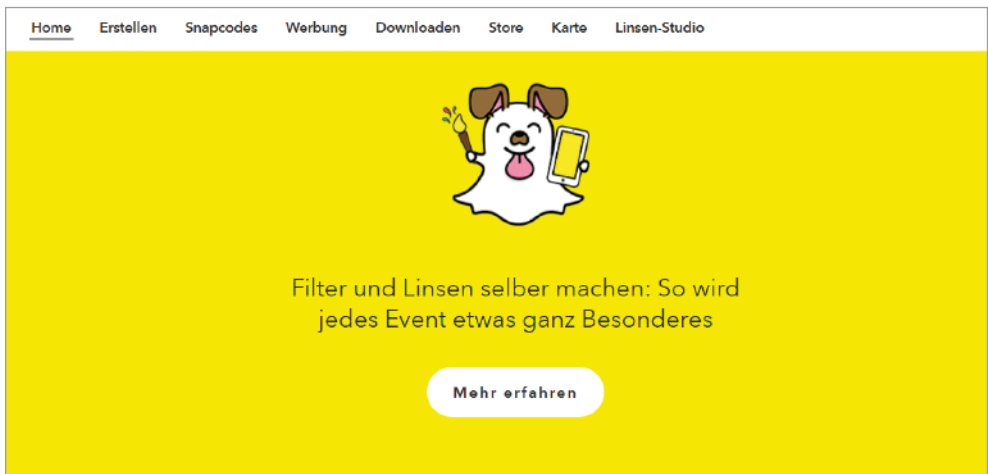 Home Erstellen Snapcodes Werbung Downloaden Store Karte Linsen-Studio
Filter und Linsen selber machen: So wird
jedes Event etwas ganz Besonderes
Mehr erfahren